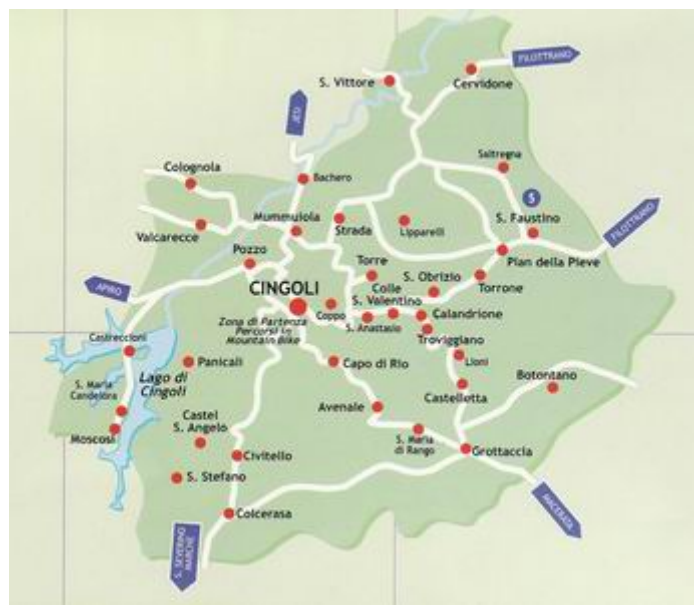 FILOTTRANO
S. Vittore
Cervidone
JESI
Saltregna
Colognola
Bachero
S
S. Faustino
Mummuiola
FILOTTRANO
Valcarecce
Strada
Lipparelli
Pozzo
Pian della Pieve
Torre
Colle
S. Obrizio
Torrone
APIRO
CINGOLI
S. Valentino
Coppo
Calandrione
S. Anastasio
Zona di Partenza
Percorsi in
Mountain Bike
Troviggiano
Castreccioni
Panicali
Capo di Rio
Lioni
Lago di
Cingoli
Botontano
S. Maria
Candelora
Castelletta
Avenale
Castel
S. Angelo
Moscosi
S. Maria
di Rango
Grottaccia
Civitello
S. Stefano
MACERATA
Colcerasa
S. SEVERINO
MARCHE